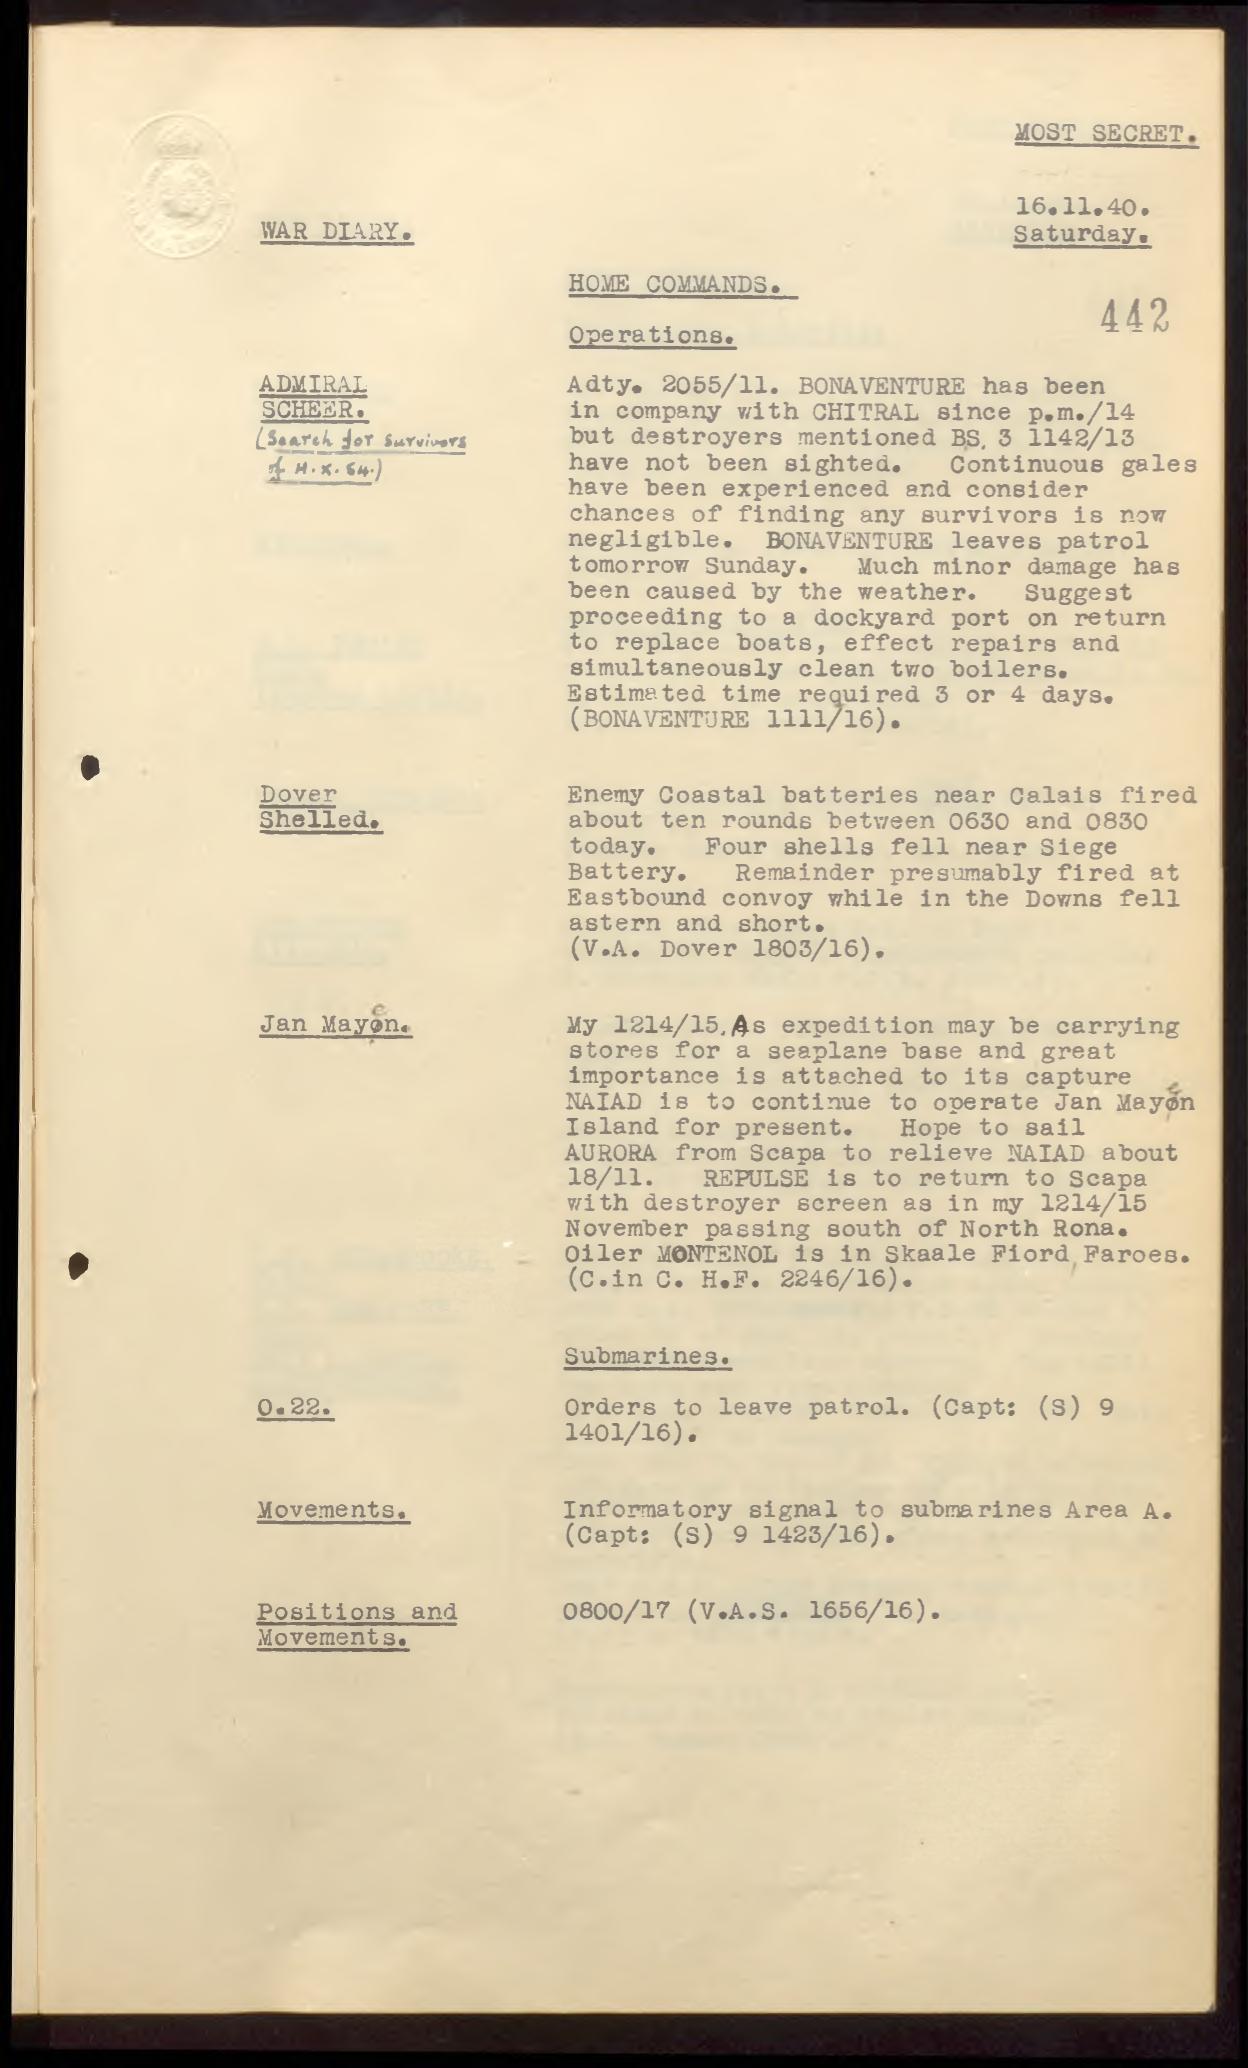 MOST SECRET.
16.11.40.
Saturday.
WAR DIARY.
HOME COMMANDS.
442
Operations.
ADMIRAL
SCHEER.
(Search for survivors
of H.X. 84.)
Adty. 2055/11. BONAVENTURE has been
in company with CHITRAL since p.m./14
but destroyers mentioned BS. 3 1142/13
have not been sighted. Continuous gales
have been experienced and consider
chances of finding any survivors is now
negligible. BONAVENTURE leaves patrol
tomorrow Sunday. Much minor damage has
been caused by the weather. Suggest
proceeding to a dockyard port on return
to replace boats, effect repairs and
simultaneously clean two boilers.
Estimated time required 3 or 4 days.
(BONAVENTURE 1111/16).
Dover
Shelled.
Enemy Coastal batteries near Calais fired
about ten rounds between 0630 and 0830
today. Four shells fell near Siege
Battery. Remainder presumably fired at
Eastbound convoy while in the Downs fell
astern and short.
(V.A. Dover 1803/16).
Jan Mayen.
My 1214/15. As expedition may be carrying
stores for a seaplane base and great
importance is attached to its capture
NAIAD is to continue to operate Jan Mayen
Island for present. Hope to sail
AURORA from Scapa to relieve NAIAD about
18/11. REPULSE is to return to Scapa
with destroyer screen as in my 1214/15
November passing south of North Rona.
Oiler MONTENOL is in Skaale Fiord, Faroes.
(C.in C. H.F. 2246/16).
Submarines.
O.22.
Orders to leave patrol. (Capt: (S) 9
1401/16).
Movements.
Informatory signal to submarines Area A.
(Capt: (S) 9 1423/16).
Positions and
Movements.
0800/17 (V.A.S. 1656/16).